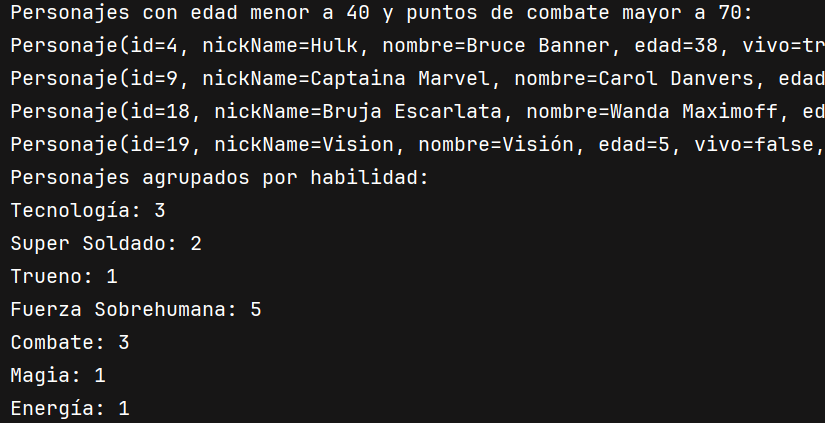 Personajes con edad menor a 40 y puntos de combate mayor a 70:
Personaje(id=4, nickName=Hulk, nombre=Bruce Banner, edad=38, vivo=tr
Personaje(id=9, nickName=Captaina Marvel, nombre=Carol Danvers, edad
Personaje(id=18, nickName=Bruja Escarlata, nombre=Wanda Maximoff, ed
Personaje(id=19, nickName=Vision, nombre=Visión, edad=5, vivo=false,
Personajes agrupados por habilidad:
Tecnología: 3
Super Soldado: 2
Trueno: 1
Fuerza Sobrehumana: 5
Combate: 3
Magia: 1
Energía: 1